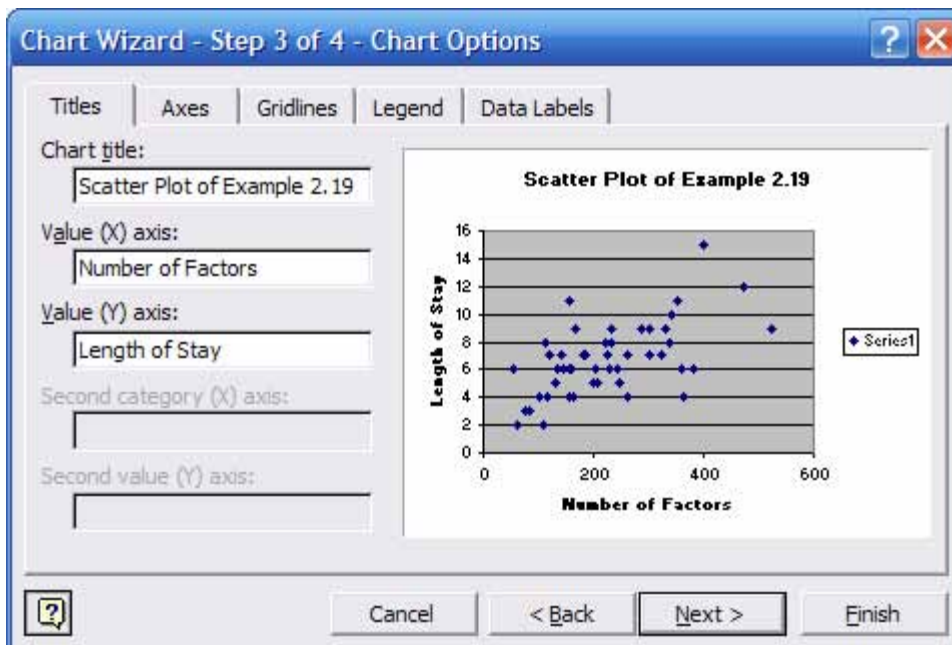 Chart Wizard - Step 3 of 4 - Chart Options
Titles Axes Gridlines Legend Data Labels
Chart title:
Scatter Plot of Example 2.19
Value (X) axis:
Number of Factors
Value (Y) axis:
Length of Stay
Second category (X) axis:
Second value (Y) axis:
Scatter Plot of Example 2.19
Length of Stay
16
14
12
10
8
6
4
2
0
0 200 400 600
Number of Factors
Series1
Cancel < Back Next > Finish